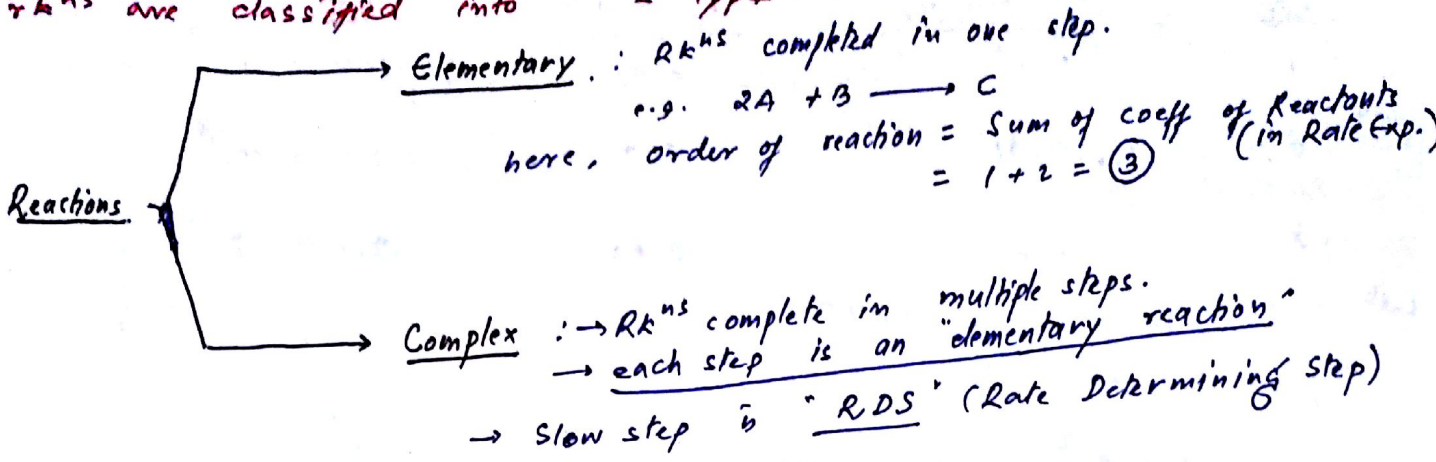 are classified into
Elementary : Rkns completed in one step.
e.g. 2A + B → C
here, order of reaction = Sum of coeff of Reactants (in Rate Exp.)
= 1 + 2 = 3
Reactions
Complex : → Rkns complete in multiple steps.
→ each step is an "elementary reaction"
→ Slow step is "RDS" (Rate Determining Step)